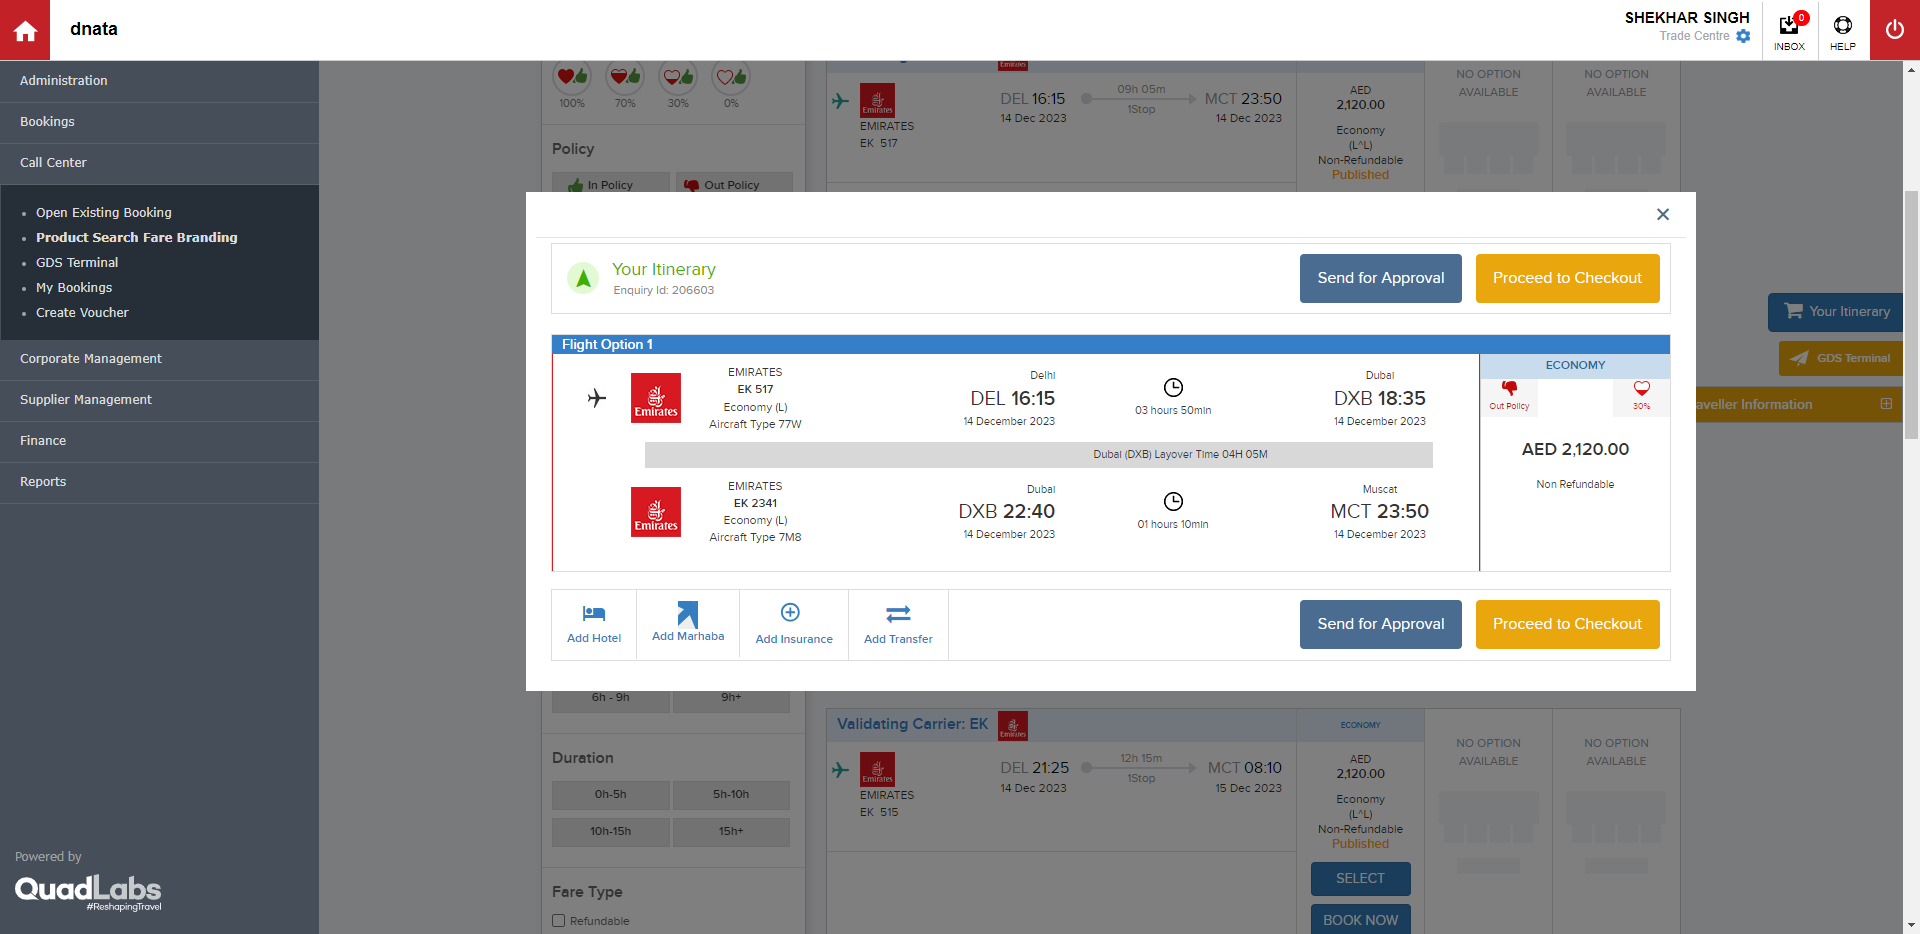 dnata
SHEKHAR SINGH
Trade Centre
0
INBOX
HELP
Administration
Bookings
Call Center
Open Existing Booking
Product Search Fare Branding
GDS Terminal
My Bookings
Create Voucher
Corporate Management
Supplier Management
Finance
Reports
Powered by
QuadLabs
#ReshapingTravel
100% 70% 30% 0%
Policy
In Policy Out Policy
Emirates
Emirates
EMIRATES
EK 517
DEL 16:15
14 Dec 2023
09h 05m
1Stop
MCT 23:50
14 Dec 2023
AED
2,120.00
Economy
(L^L)
Non-Refundable
Published
NO OPTION
AVAILABLE
NO OPTION
AVAILABLE
Your Itinerary
Enquiry Id: 206603
Send for Approval Proceed to Checkout
Flight Option 1
Emirates
EMIRATES
EK 517
Economy (L)
Aircraft Type 77W
Delhi
DEL 16:15
14 December 2023
03 hours 50min
Dubai
DXB 18:35
14 December 2023
ECONOMY
Out Policy 30%
AED 2,120.00
Non Refundable
Dubai (DXB) Layover Time 04H 05M
Emirates
EMIRATES
EK 2341
Economy (L)
Aircraft Type 7M8
Dubai
DXB 22:40
14 December 2023
01 hours 10min
Muscat
MCT 23:50
14 December 2023
Add Hotel Add Marhaba Add Insurance Add Transfer
Send for Approval Proceed to Checkout
Your Itinerary
GDS Terminal
aveller Information
6h - 9h 9h+
Duration
0h-5h 5h-10h
10h-15h 15h+
Fare Type
Refundable
Validating Carrier: EK
Emirates
ECONOMY
Emirates
EMIRATES
EK 515
DEL 21:25
14 Dec 2023
12h 15m
1Stop
MCT 08:10
15 Dec 2023
AED
2,120.00
Economy
(L^L)
Non-Refundable
Published
SELECT
BOOK NOW
NO OPTION
AVAILABLE
NO OPTION
AVAILABLE